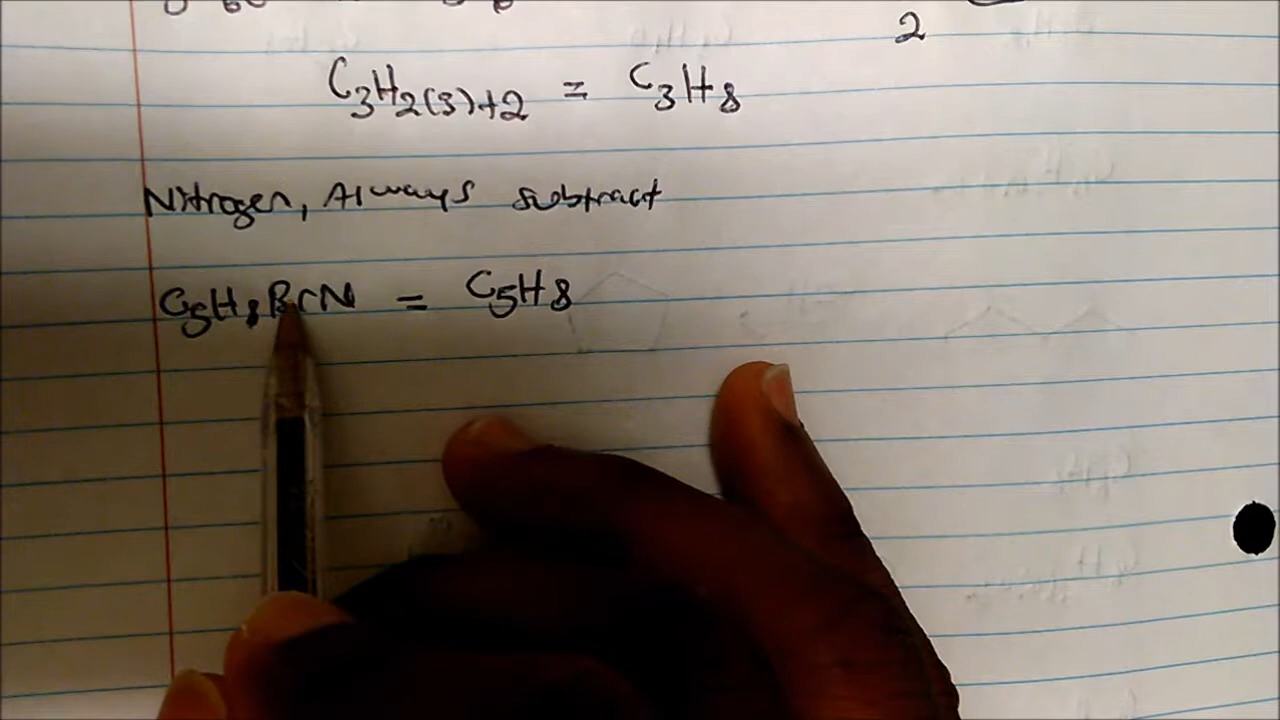 2
C₃H₂(3)+2 = C₃H₈
Nitrogen, Always subtract
C₅H₈BrN = C₅H₈